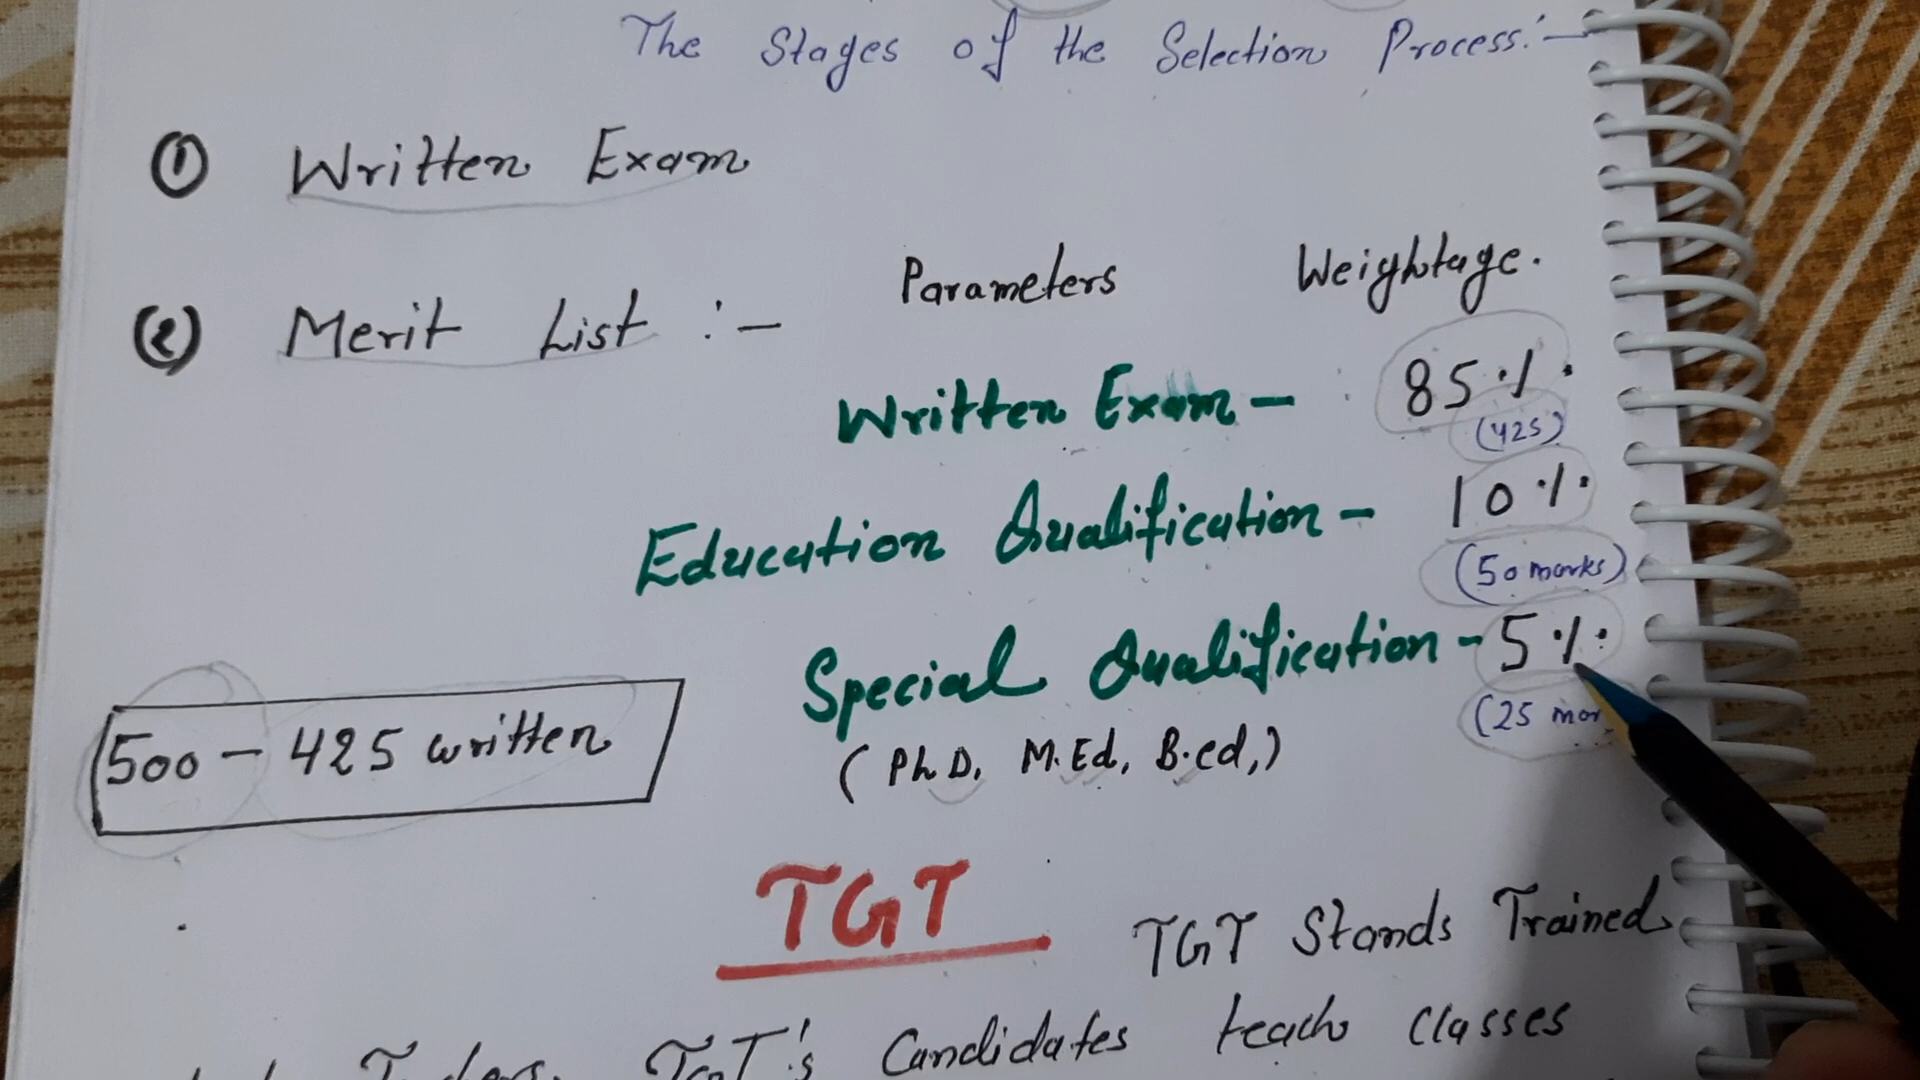 The Stages of the Selection Process:-
① Written Exam
Parameters Weightage.
(2) Merit List :-
Written Exam - 85%
(425)
Education Qualification - 10%
(50 marks)
Special Qualification - 5%
(25
(Ph.D, M.Ed, B.ed,)
500 - 425 written
TGT
TGT Stands Trained
TGT's Candidates teach classes